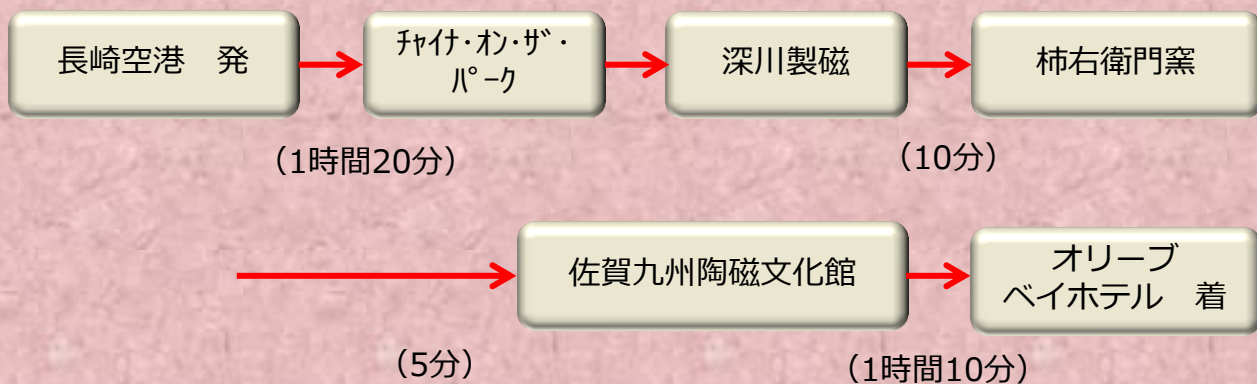 長崎空港　発
ﾁｬｲﾅ･ｵﾝ･ｻﾞ･
ﾊﾟｰｸ
深川製磁
柿右衛門窯
（1時間20分）
（10分）
佐賀九州陶磁文化館
オリーブ
ベイホテル　着
（5分）
（1時間10分）